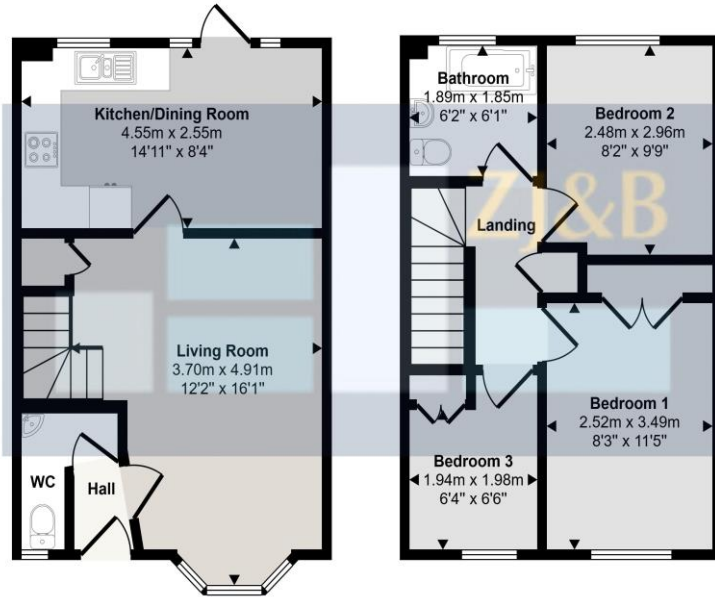 Kitchen/Dining Room
4.55m x 2.55m
14'11" x 8'4"
Living Room
3.70m x 4.91m
12'2" x 16'1"
WC
Hall
Bathroom
1.89m x 1.85m
6'2" x 6'1"
Bedroom 2
2.48m x 2.96m
8'2" x 9'9"
ZJ&B
Landing
Bedroom 1
2.52m x 3.49m
8'3" x 11'5"
Bedroom 3
1.94m x 1.98m
6'4" x 6'6"